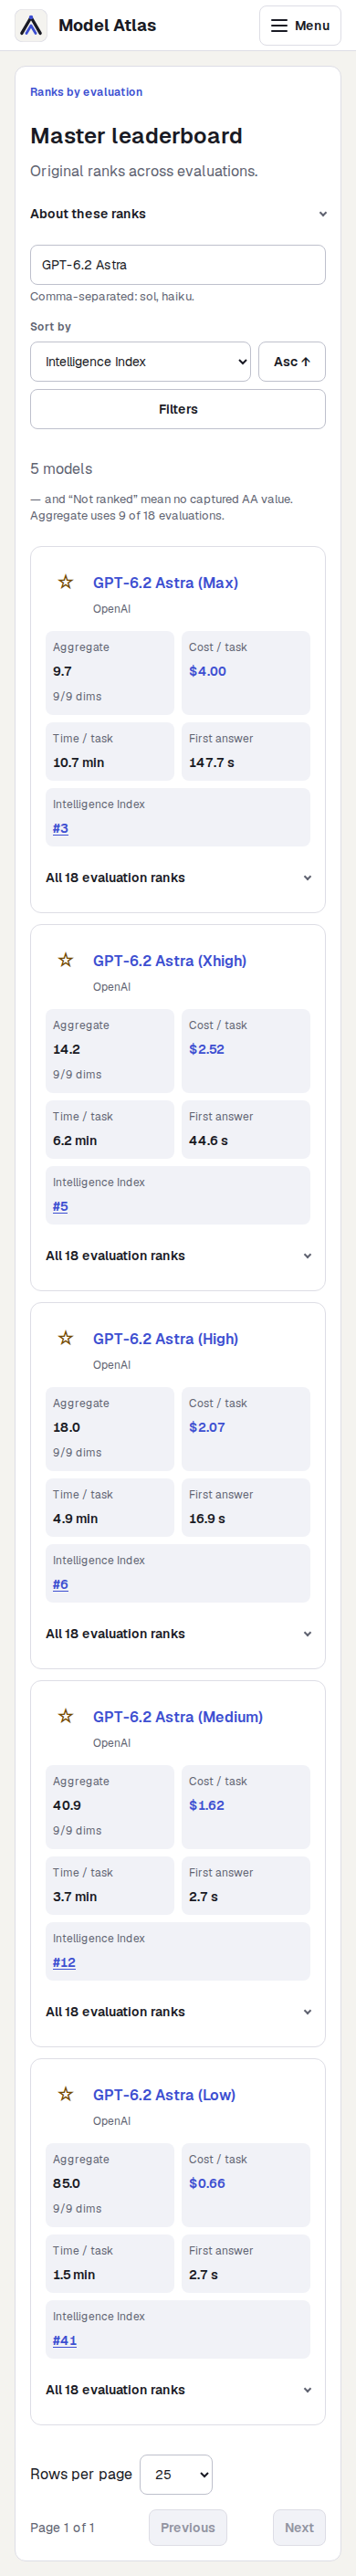 Model Atlas
Menu
Ranks by evaluation
Master leaderboard
Original ranks across evaluations.
About these ranks
GPT-6.2 Astra
Comma-separated: sol, haiku.
Sort by
Intelligence Index
Asc ↑
Filters
5 models
— and “Not ranked” mean no captured AA value.
Aggregate uses 9 of 18 evaluations.
☆ GPT-6.2 Astra (Max)
OpenAI
Aggregate
9.7
9/9 dims
Cost / task
$4.00
Time / task
10.7 min
First answer
147.7 s
Intelligence Index
#3
All 18 evaluation ranks
☆ GPT-6.2 Astra (Xhigh)
OpenAI
Aggregate
14.2
9/9 dims
Cost / task
$2.52
Time / task
6.2 min
First answer
44.6 s
Intelligence Index
#5
All 18 evaluation ranks
☆ GPT-6.2 Astra (High)
OpenAI
Aggregate
18.0
9/9 dims
Cost / task
$2.07
Time / task
4.9 min
First answer
16.9 s
Intelligence Index
#6
All 18 evaluation ranks
☆ GPT-6.2 Astra (Medium)
OpenAI
Aggregate
40.9
9/9 dims
Cost / task
$1.62
Time / task
3.7 min
First answer
2.7 s
Intelligence Index
#12
All 18 evaluation ranks
☆ GPT-6.2 Astra (Low)
OpenAI
Aggregate
85.0
9/9 dims
Cost / task
$0.66
Time / task
1.5 min
First answer
2.7 s
Intelligence Index
#41
All 18 evaluation ranks
Rows per page 25
Page 1 of 1
Previous
Next